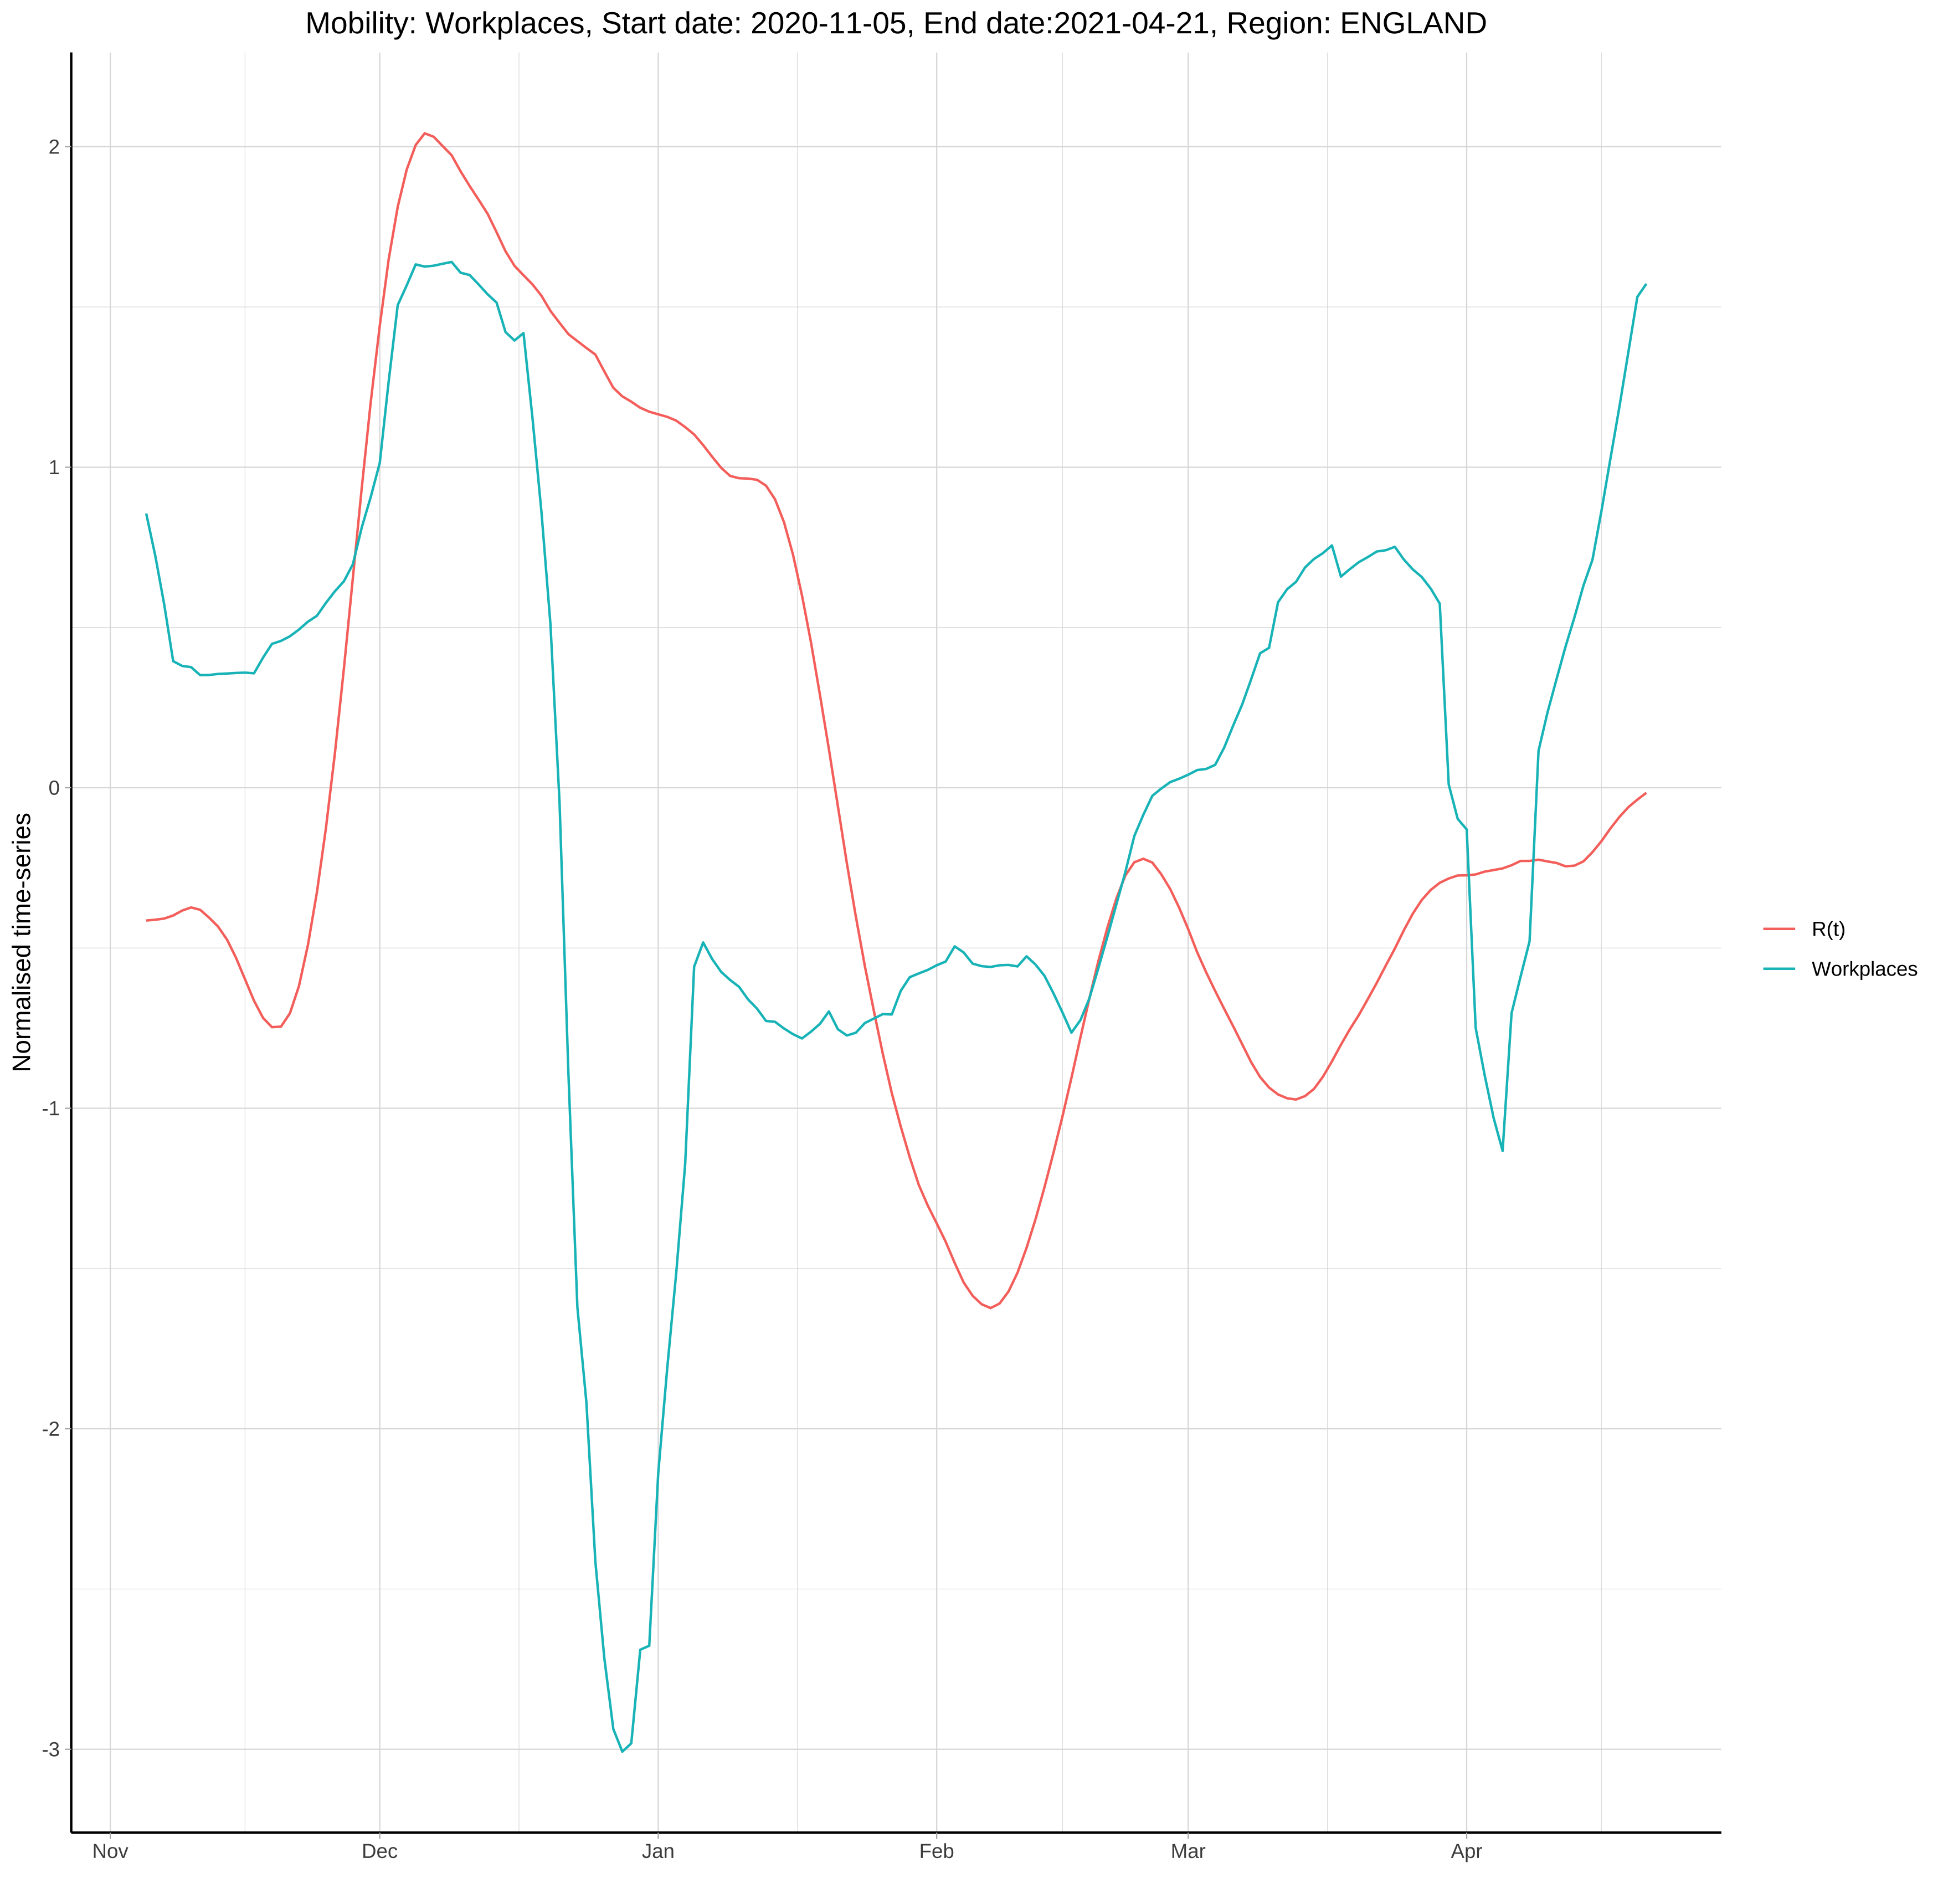 Mobility: Workplaces, Start date: 2020-11-05, End date:2021-04-21, Region: ENGLAND
Normalised time-series
2
1
0
-1
-2
-3
Nov Dec Jan Feb Mar Apr
R(t)
Workplaces